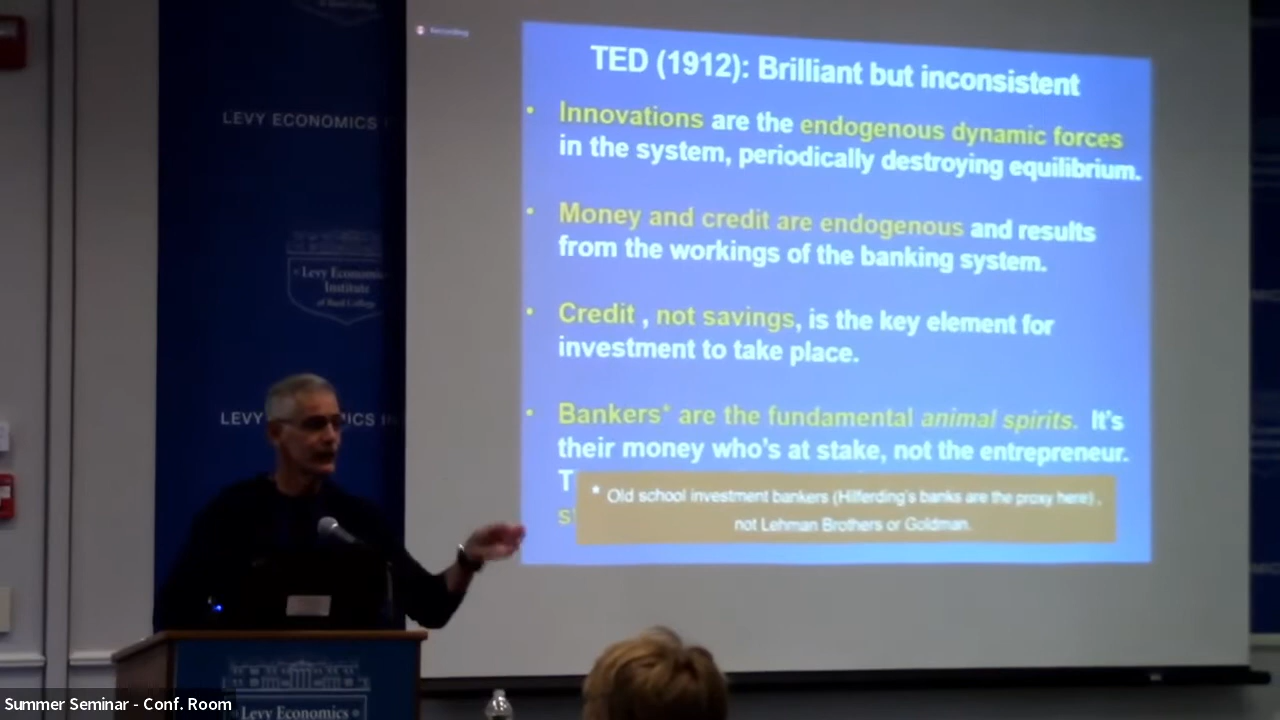 Recording
LEVY ECONOMICS
Levy Economics
Institute
of Bard College
LEVY ECONOMICS IN
TED (1912): Brilliant but inconsistent
• Innovations are the endogenous dynamic forces
in the system, periodically destroying equilibrium.
• Money and credit are endogenous and results
from the workings of the banking system.
• Credit , not savings, is the key element for
investment to take place.
• Bankers* are the fundamental animal spirits. It's
their money who's at stake, not the entrepreneur.
T
* Old school investment bankers (Hilferding's banks are the proxy here) ,
not Lehman Brothers or Goldman.
Levy Economics
Summer Seminar - Conf. Room